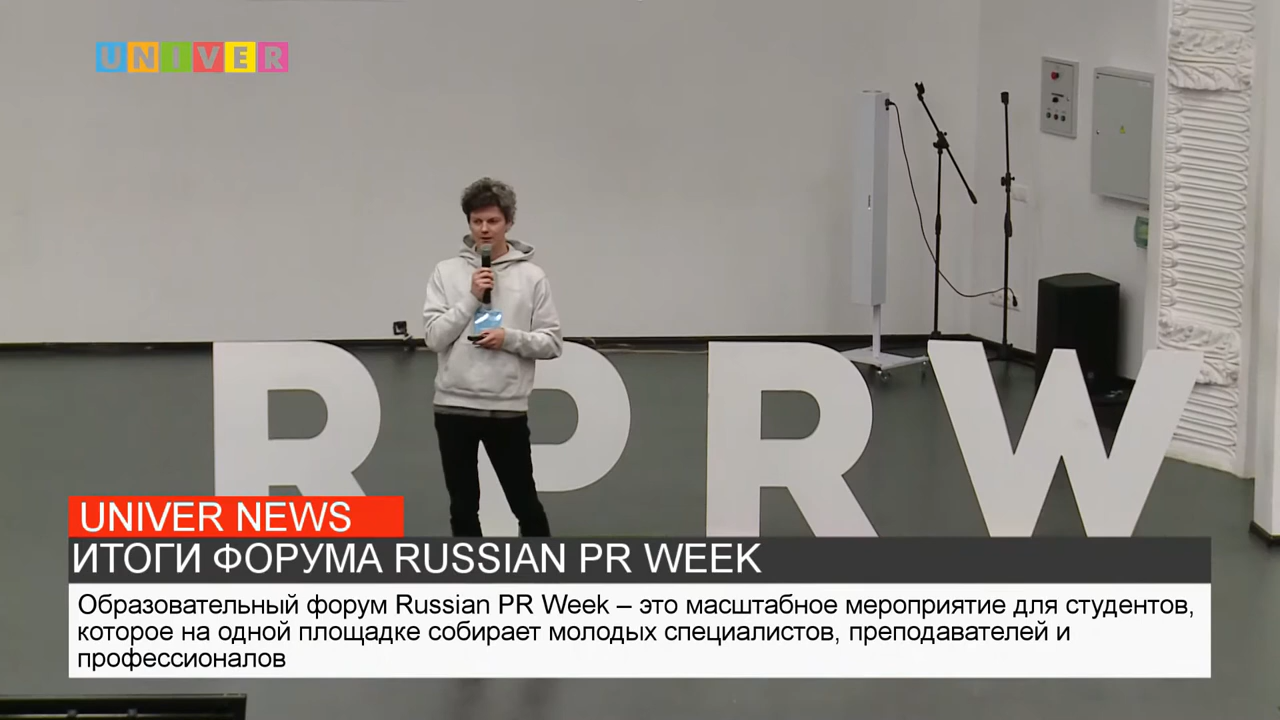 UNIVER
RPRW
UNIVER NEWS
ИТОГИ ФОРУМА RUSSIAN PR WEEK
Образовательный форум Russian PR Week – это масштабное мероприятие для студентов,
которое на одной площадке собирает молодых специалистов, преподавателей и
профессионалов